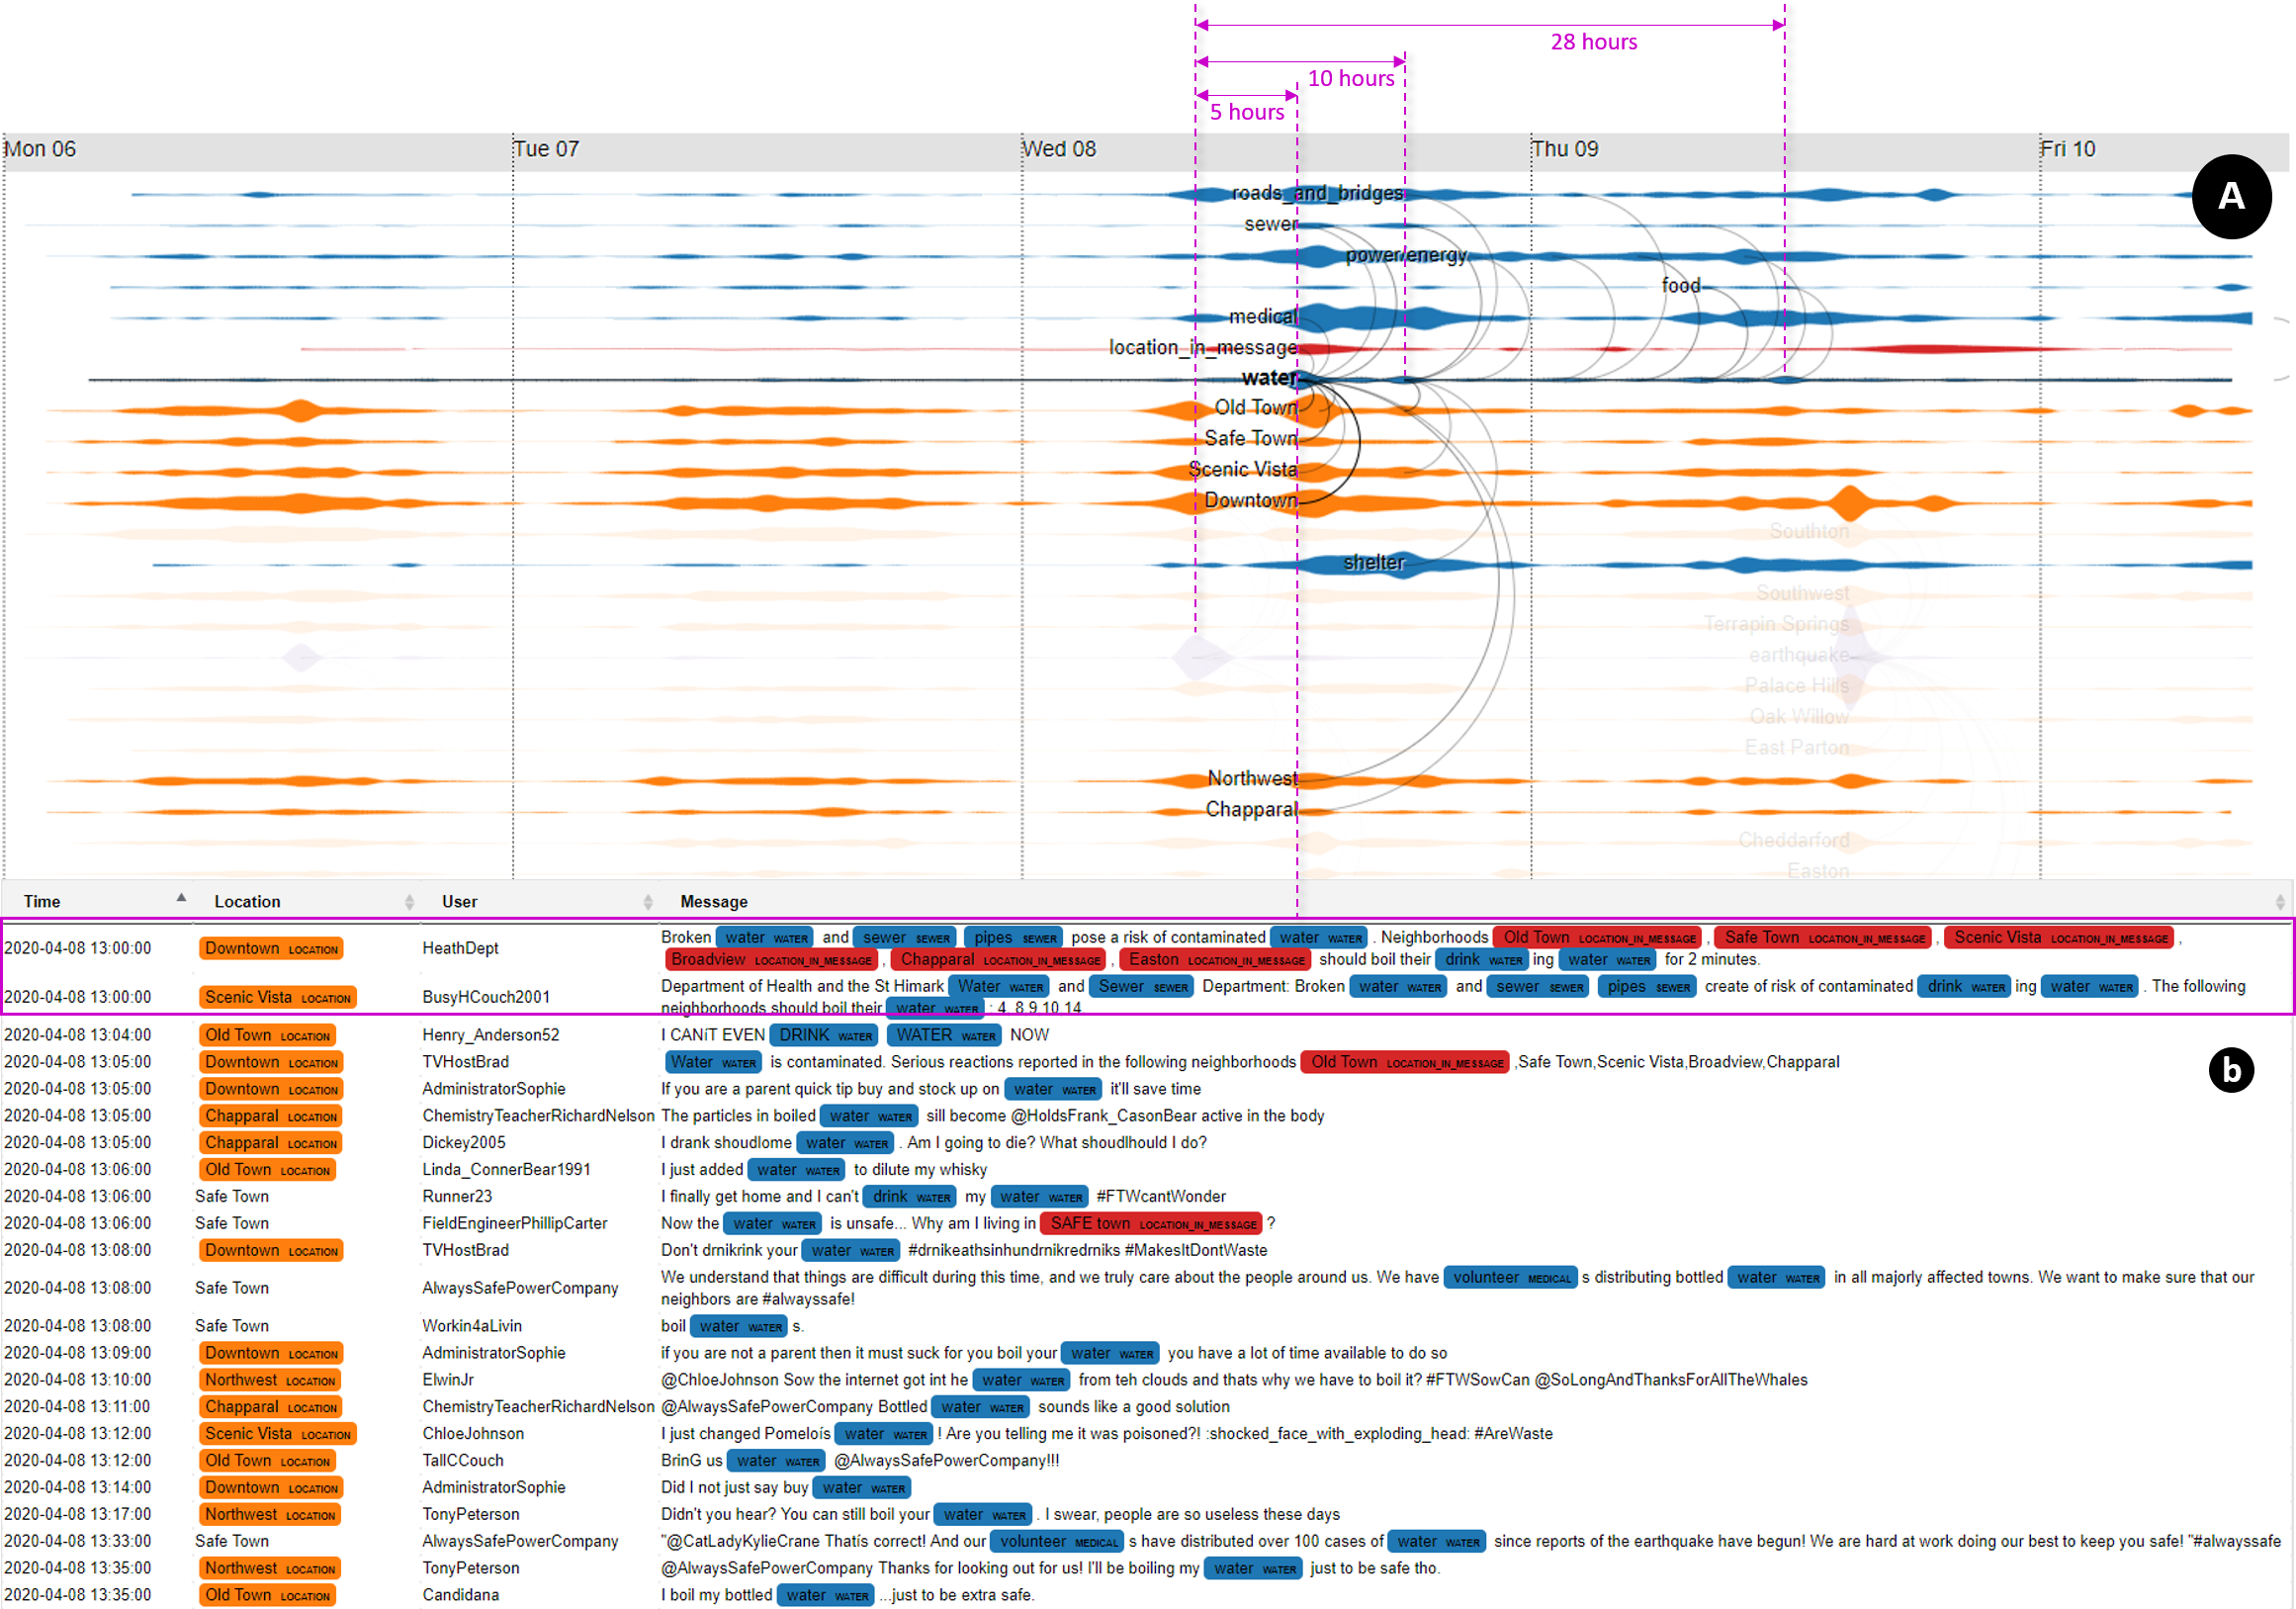 28 hours
10 hours
5 hours
Mon 06 Tue 07 Wed 08 Thu 09 Fri 10
A
roads_and_bridges
sewer
power/energy
food
medical
location_in_message
water
Old Town
Safe Town
Scenic Vista
Downtown
Southton
shelter
Southwest
Terrapin Springs
earthquake
Palace Hills
Oak Willow
East Parton
Northwest
Chapparal
Cheddarford
Easton
Time Location User Message
2020-04-08 13:00:00 Downtown LOCATION HeathDept Broken water WATER and sewer SEWER pipes SEWER pose a risk of contaminated water WATER . Neighborhoods Old Town LOCATION_IN_MESSAGE , Safe Town LOCATION_IN_MESSAGE , Scenic Vista LOCATION_IN_MESSAGE ,
Broadview LOCATION_IN_MESSAGE , Chapparal LOCATION_IN_MESSAGE , Easton LOCATION_IN_MESSAGE should boil their drink WATER ing water WATER for 2 minutes.
2020-04-08 13:00:00 Scenic Vista LOCATION BusyHCouch2001 Department of Health and the St Himark Water WATER and Sewer SEWER Department: Broken water WATER and sewer SEWER pipes SEWER create of risk of contaminated drink WATER ing water WATER . The following
neighborhoods should boil their water WATER : 4, 8,9,10,14
2020-04-08 13:04:00 Old Town LOCATION Henry_Anderson52 I CANíT EVEN DRINK WATER WATER WATER NOW
2020-04-08 13:05:00 Downtown LOCATION TVHostBrad Water WATER is contaminated. Serious reactions reported in the following neighborhoods Old Town LOCATION_IN_MESSAGE ,Safe Town,Scenic Vista,Broadview,Chapparal
b
2020-04-08 13:05:00 Downtown LOCATION AdministratorSophie If you are a parent quick tip buy and stock up on water WATER it'll save time
2020-04-08 13:05:00 Chapparal LOCATION ChemistryTeacherRichardNelson The particles in boiled water WATER sill become @HoldsFrank_CasonBear active in the body
2020-04-08 13:05:00 Chapparal LOCATION Dickey2005 I drank shoudlome water WATER . Am I going to die? What shoudlhould I do?
2020-04-08 13:06:00 Old Town LOCATION Linda_ConnerBear1991 I just added water WATER to dilute my whisky
2020-04-08 13:06:00 Safe Town Runner23 I finally get home and I can't drink WATER my water WATER #FTWcantWonder
2020-04-08 13:06:00 Safe Town FieldEngineerPhillipCarter Now the water WATER is unsafe... Why am I living in SAFE town LOCATION_IN_MESSAGE ?
2020-04-08 13:08:00 Downtown LOCATION TVHostBrad Don't drnikrink your water WATER #drnikeathsinhundrnikredrniks #MakesItDontWaste
2020-04-08 13:08:00 Safe Town AlwaysSafePowerCompany We understand that things are difficult during this time, and we truly care about the people around us. We have volunteer MEDICAL s distributing bottled water WATER in all majorly affected towns. We want to make sure that our
neighbors are #alwayssafe!
2020-04-08 13:08:00 Safe Town Workin4aLivin boil water WATER s.
2020-04-08 13:09:00 Downtown LOCATION AdministratorSophie if you are not a parent then it must suck for you boil your water WATER you have a lot of time available to do so
2020-04-08 13:10:00 Northwest LOCATION ElwinJr @ChloeJohnson Sow the internet got int he water WATER from teh clouds and thats why we have to boil it? #FTWSowCan @SoLongAndThanksForAllTheWhales
2020-04-08 13:11:00 Chapparal LOCATION ChemistryTeacherRichardNelson @AlwaysSafePowerCompany Bottled water WATER sounds like a good solution
2020-04-08 13:12:00 Scenic Vista LOCATION ChloeJohnson I just changed Pomeloís water WATER ! Are you telling me it was poisoned?! :shocked_face_with_exploding_head: #AreWaste
2020-04-08 13:12:00 Old Town LOCATION TallCCouch BrinG us water WATER @AlwaysSafePowerCompany!!!
2020-04-08 13:14:00 Downtown LOCATION AdministratorSophie Did I not just say buy water WATER
2020-04-08 13:17:00 Northwest LOCATION TonyPeterson Didn't you hear? You can still boil your water WATER . I swear, people are so useless these days
2020-04-08 13:33:00 Safe Town AlwaysSafePowerCompany "@CatLadyKylieCrane Thatís correct! And our volunteer MEDICAL s have distributed over 100 cases of water WATER since reports of the earthquake have begun! We are hard at work doing our best to keep you safe! "#alwayssafe
2020-04-08 13:35:00 Northwest LOCATION TonyPeterson @AlwaysSafePowerCompany Thanks for looking out for us! I'll be boiling my water WATER just to be safe tho.
2020-04-08 13:35:00 Old Town LOCATION Candidana I boil my bottled water WATER ...just to be extra safe.